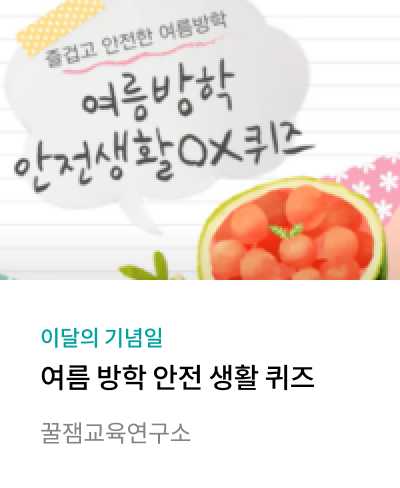 즐겁고 안전한 여름방학
여름방학
안전생활OX퀴즈
이달의 기념일
여름 방학 안전 생활 퀴즈
꿀잼교육연구소